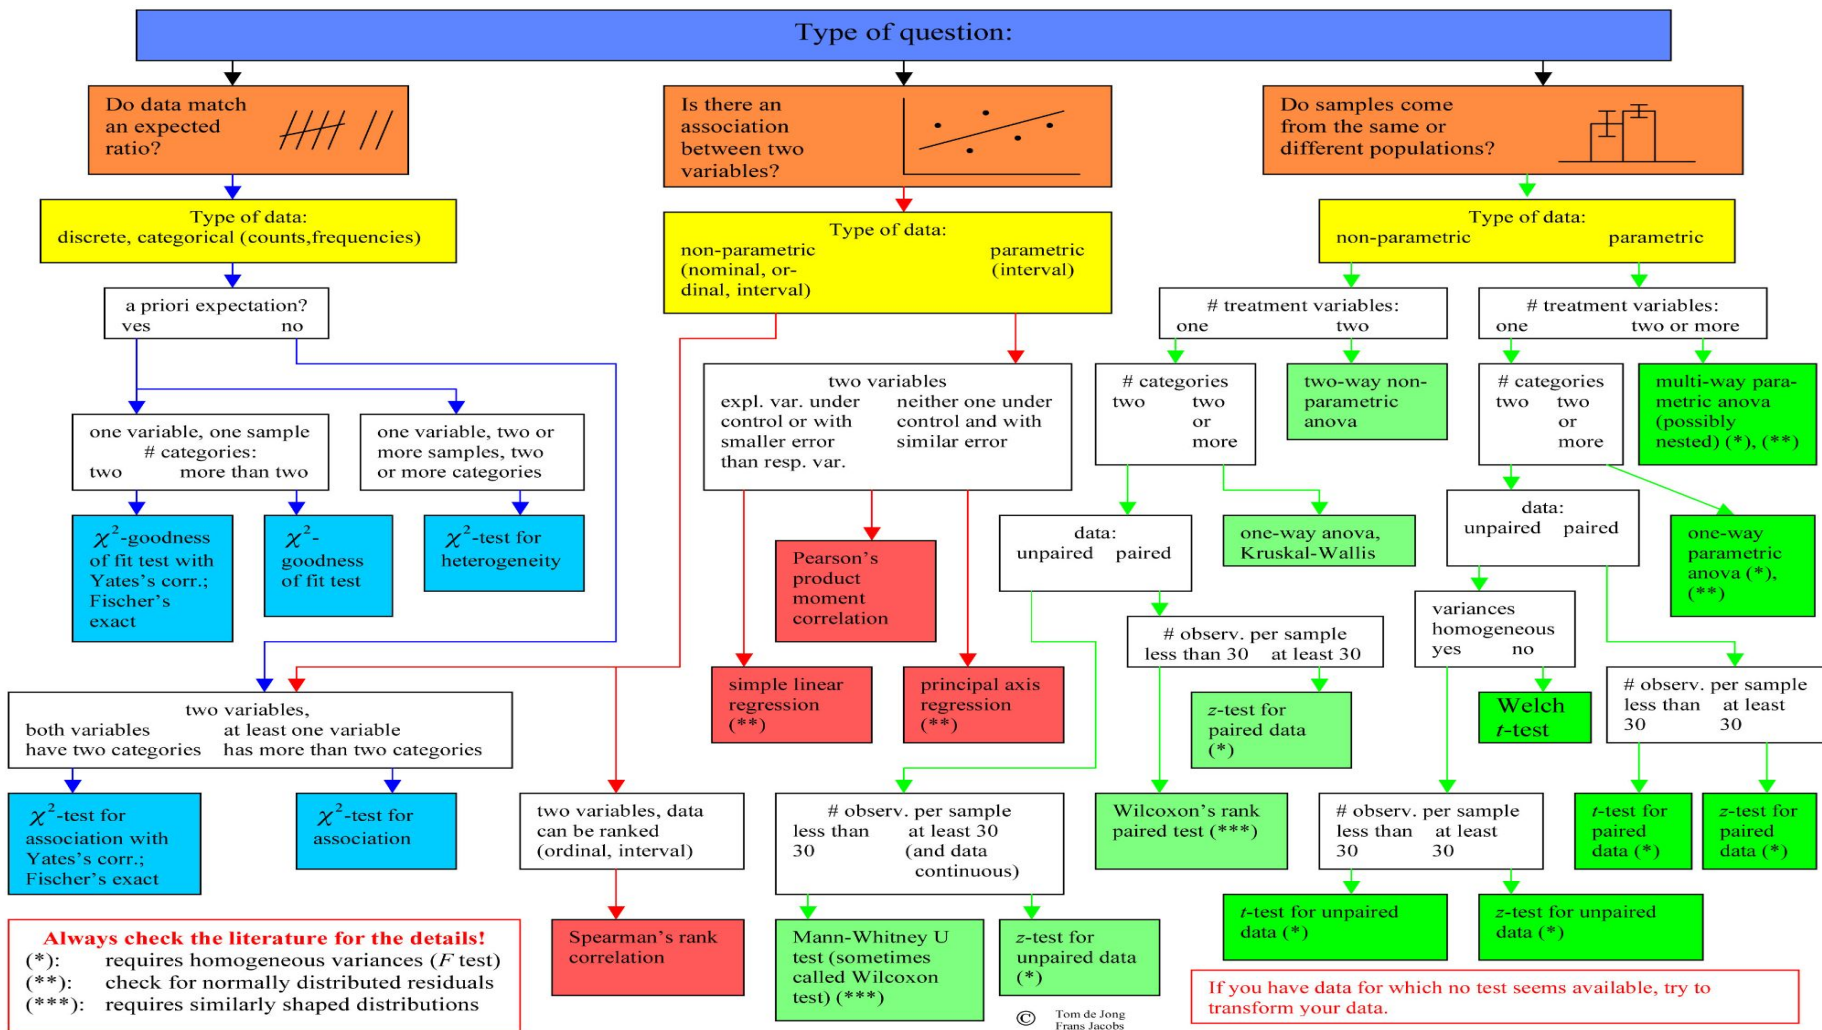 Type of question:
Do data match
an expected
ratio?
Is there an
association
between two
variables?
Do samples come
from the same or
different populations?
Type of data:
discrete, categorical (counts,frequencies)
Type of data:
non-parametric parametric
(nominal, or- (interval)
dinal, interval)
Type of data:
non-parametric parametric
a priori expectation?
yes no
# treatment variables:
one two
# treatment variables:
one two or more
one variable, one sample
# categories:
two more than two
one variable, two or
more samples, two
or more categories
two variables
expl. var. under neither one under
control or with control and with
smaller error similar error
than resp. var.
# categories
two two
or
more
two-way non-
parametric
anova
# categories
two two
or
more
multi-way para-
metric anova
(possibly
nested) (*), (**)
χ²-goodness
of fit test with
Yates's corr.;
Fischer's
exact
χ²-
goodness
of fit test
χ²-test for
heterogeneity
Pearson's
product
moment
correlation
data:
unpaired paired
one-way anova,
Kruskal-Wallis
data:
unpaired paired
one-way
parametric
anova (*),
(**)
# observ. per sample
less than 30 at least 30
variances
homogeneous
yes no
simple linear
regression
(**)
principal axis
regression
(**)
z-test for
paired data
(*)
Welch
t-test
# observ. per sample
less than at least
30 30
two variables,
both variables at least one variable
have two categories has more than two categories
χ²-test for
association with
Yates's corr.;
Fischer's exact
χ²-test for
association
two variables, data
can be ranked
(ordinal, interval)
# observ. per sample
less than at least 30
30 (and data
continuous)
Wilcoxon's rank
paired test (***)
# observ. per sample
less than at least
30 30
t-test for
paired
data (*)
z-test for
paired
data (*)
Spearman's rank
correlation
Mann-Whitney U
test (sometimes
called Wilcoxon
test) (***)
z-test for
unpaired data
(*)
t-test for unpaired
data (*)
z-test for unpaired
data (*)
Always check the literature for the details!
(*): requires homogeneous variances (F test)
(**): check for normally distributed residuals
(***): requires similarly shaped distributions
If you have data for which no test seems available, try to
transform your data.
© Tom de Jong
Frans Jacobs